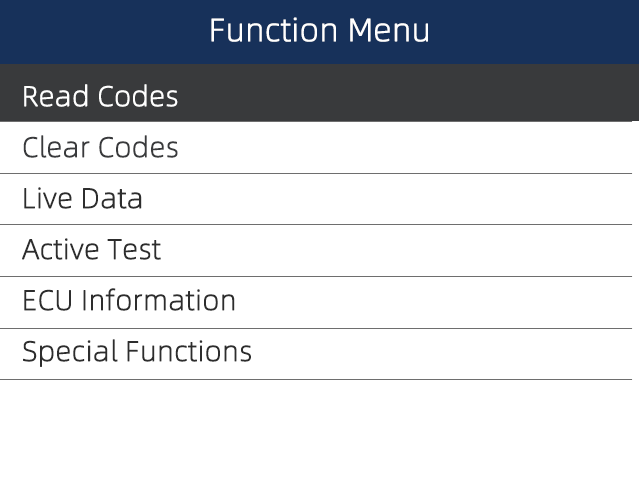 Function Menu
Read Codes
Clear Codes
Live Data
Active Test
ECU Information
Special Functions